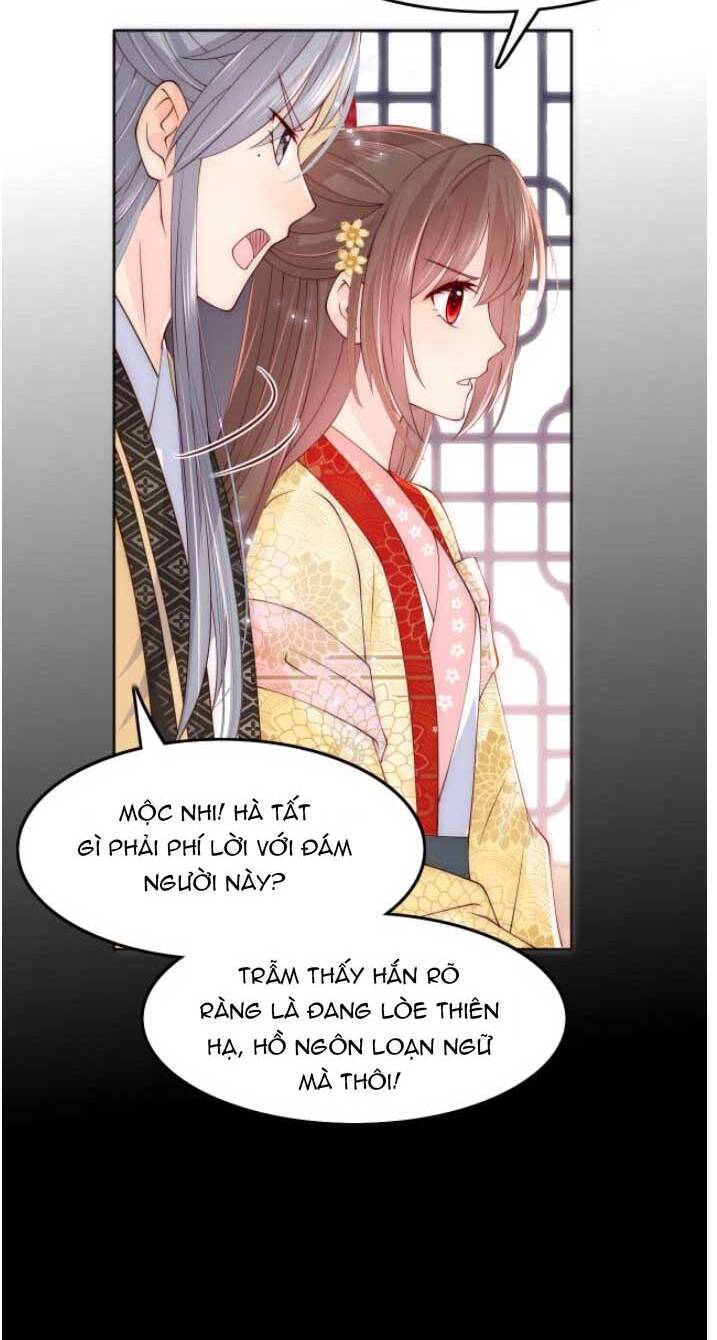 MỘC NHI! HÀ TẤT
GÌ PHẢI PHÍ LỜI VỚI ĐÁM
NGƯỜI NÀY?
TRẪM THẤY HẮN RÕ
RÀNG LÀ ĐANG LÒE THIÊN
HẠ, HỒ NGÔN LOẠN NGỮ
MÀ THÔI!